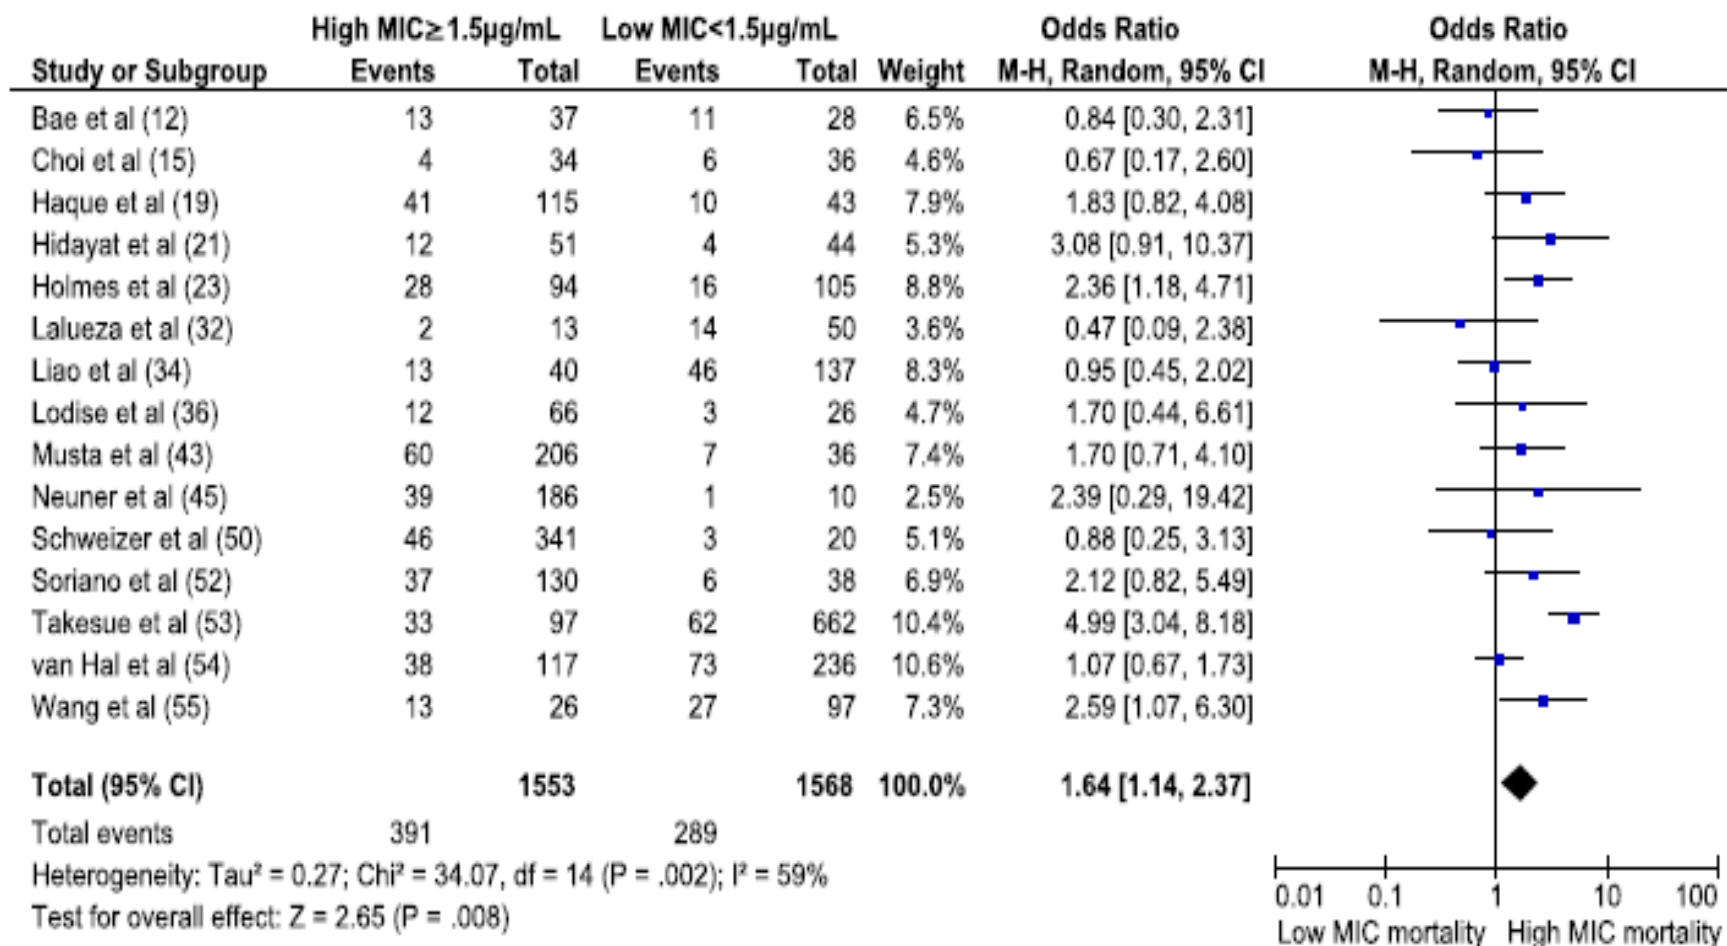 High MIC≥1.5µg/mL Low MIC<1.5µg/mL Odds Ratio Odds Ratio
Study or Subgroup Events Total Events Total Weight M-H, Random, 95% CI M-H, Random, 95% CI
Bae et al (12) 13 37 11 28 6.5% 0.84 [0.30, 2.31]
Choi et al (15) 4 34 6 36 4.6% 0.67 [0.17, 2.60]
Haque et al (19) 41 115 10 43 7.9% 1.83 [0.82, 4.08]
Hidayat et al (21) 12 51 4 44 5.3% 3.08 [0.91, 10.37]
Holmes et al (23) 28 94 16 105 8.8% 2.36 [1.18, 4.71]
Lalueza et al (32) 2 13 14 50 3.6% 0.47 [0.09, 2.38]
Liao et al (34) 13 40 46 137 8.3% 0.95 [0.45, 2.02]
Lodise et al (36) 12 66 3 26 4.7% 1.70 [0.44, 6.61]
Musta et al (43) 60 206 7 36 7.4% 1.70 [0.71, 4.10]
Neuner et al (45) 39 186 1 10 2.5% 2.39 [0.29, 19.42]
Schweizer et al (50) 46 341 3 20 5.1% 0.88 [0.25, 3.13]
Soriano et al (52) 37 130 6 38 6.9% 2.12 [0.82, 5.49]
Takesue et al (53) 33 97 62 662 10.4% 4.99 [3.04, 8.18]
van Hal et al (54) 38 117 73 236 10.6% 1.07 [0.67, 1.73]
Wang et al (55) 13 26 27 97 7.3% 2.59 [1.07, 6.30]
Total (95% CI) 1553 1568 100.0% 1.64 [1.14, 2.37]
Total events 391 289
Heterogeneity: Tau² = 0.27; Chi² = 34.07, df = 14 (P = .002); I² = 59%
Test for overall effect: Z = 2.65 (P = .008)
0.01 0.1 1 10 100
Low MIC mortality High MIC mortality